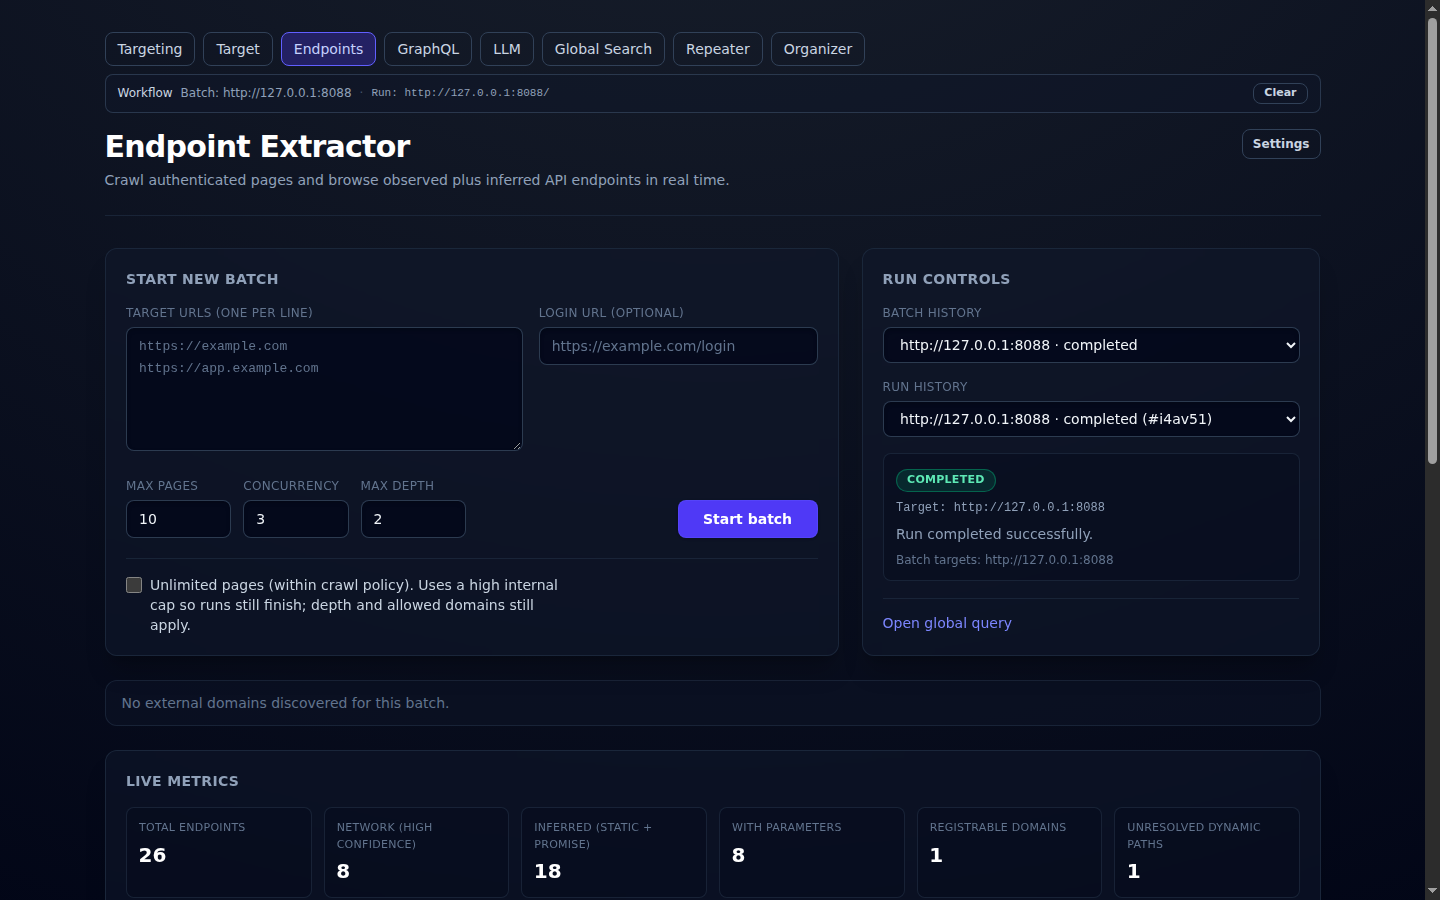 Targeting Target Endpoints GraphQL LLM Global Search Repeater Organizer
Workflow Batch: http://127.0.0.1:8088 · Run: http://127.0.0.1:8088/ Clear
Endpoint Extractor
Settings
Crawl authenticated pages and browse observed plus inferred API endpoints in real time.
START NEW BATCH
TARGET URLS (ONE PER LINE)
https://example.com
https://app.example.com
LOGIN URL (OPTIONAL)
https://example.com/login
MAX PAGES
10
CONCURRENCY
3
MAX DEPTH
2
Start batch
Unlimited pages (within crawl policy). Uses a high internal
cap so runs still finish; depth and allowed domains still
apply.
RUN CONTROLS
BATCH HISTORY
http://127.0.0.1:8088 · completed
RUN HISTORY
http://127.0.0.1:8088 · completed (#i4av51)
COMPLETED
Target: http://127.0.0.1:8088
Run completed successfully.
Batch targets: http://127.0.0.1:8088
Open global query
No external domains discovered for this batch.
LIVE METRICS
TOTAL ENDPOINTS
26
NETWORK (HIGH
CONFIDENCE)
8
INFERRED (STATIC +
PROMISE)
18
WITH PARAMETERS
8
REGISTRABLE DOMAINS
1
UNRESOLVED DYNAMIC
PATHS
1